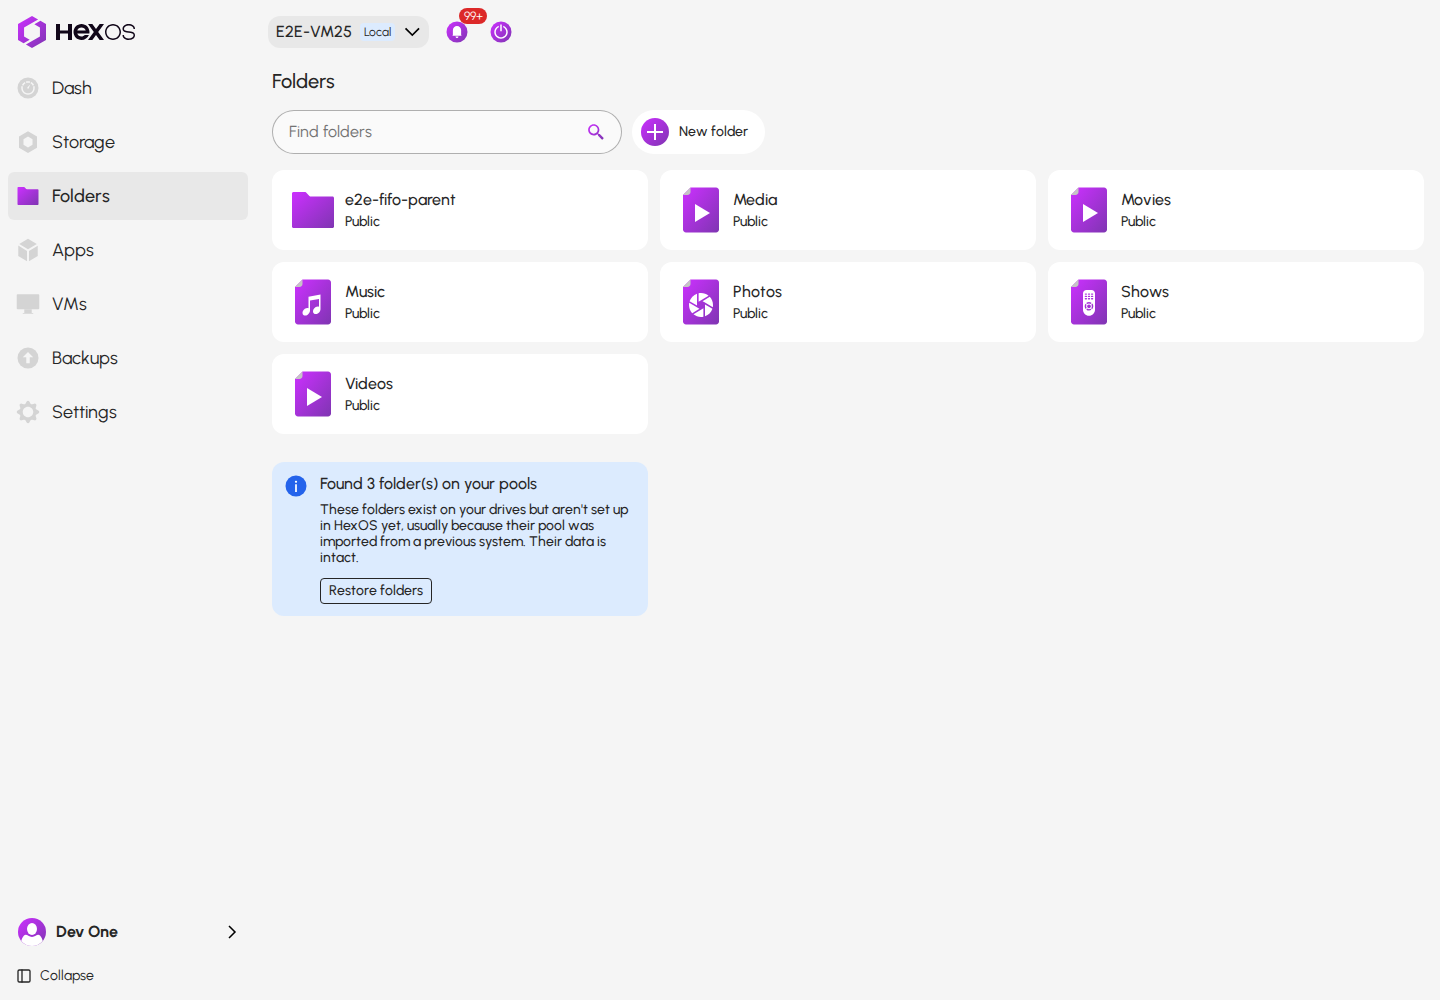 HexOS
E2E-VM25 Local
99+
Dash
Storage
Folders
Apps
VMs
Backups
Settings
Folders
Find folders
New folder
e2e-fifo-parent
Public
Media
Public
Movies
Public
Music
Public
Photos
Public
Shows
Public
Videos
Public
Found 3 folder(s) on your pools
These folders exist on your drives but aren't set up
in HexOS yet, usually because their pool was
imported from a previous system. Their data is
intact.
Restore folders
Dev One
Collapse